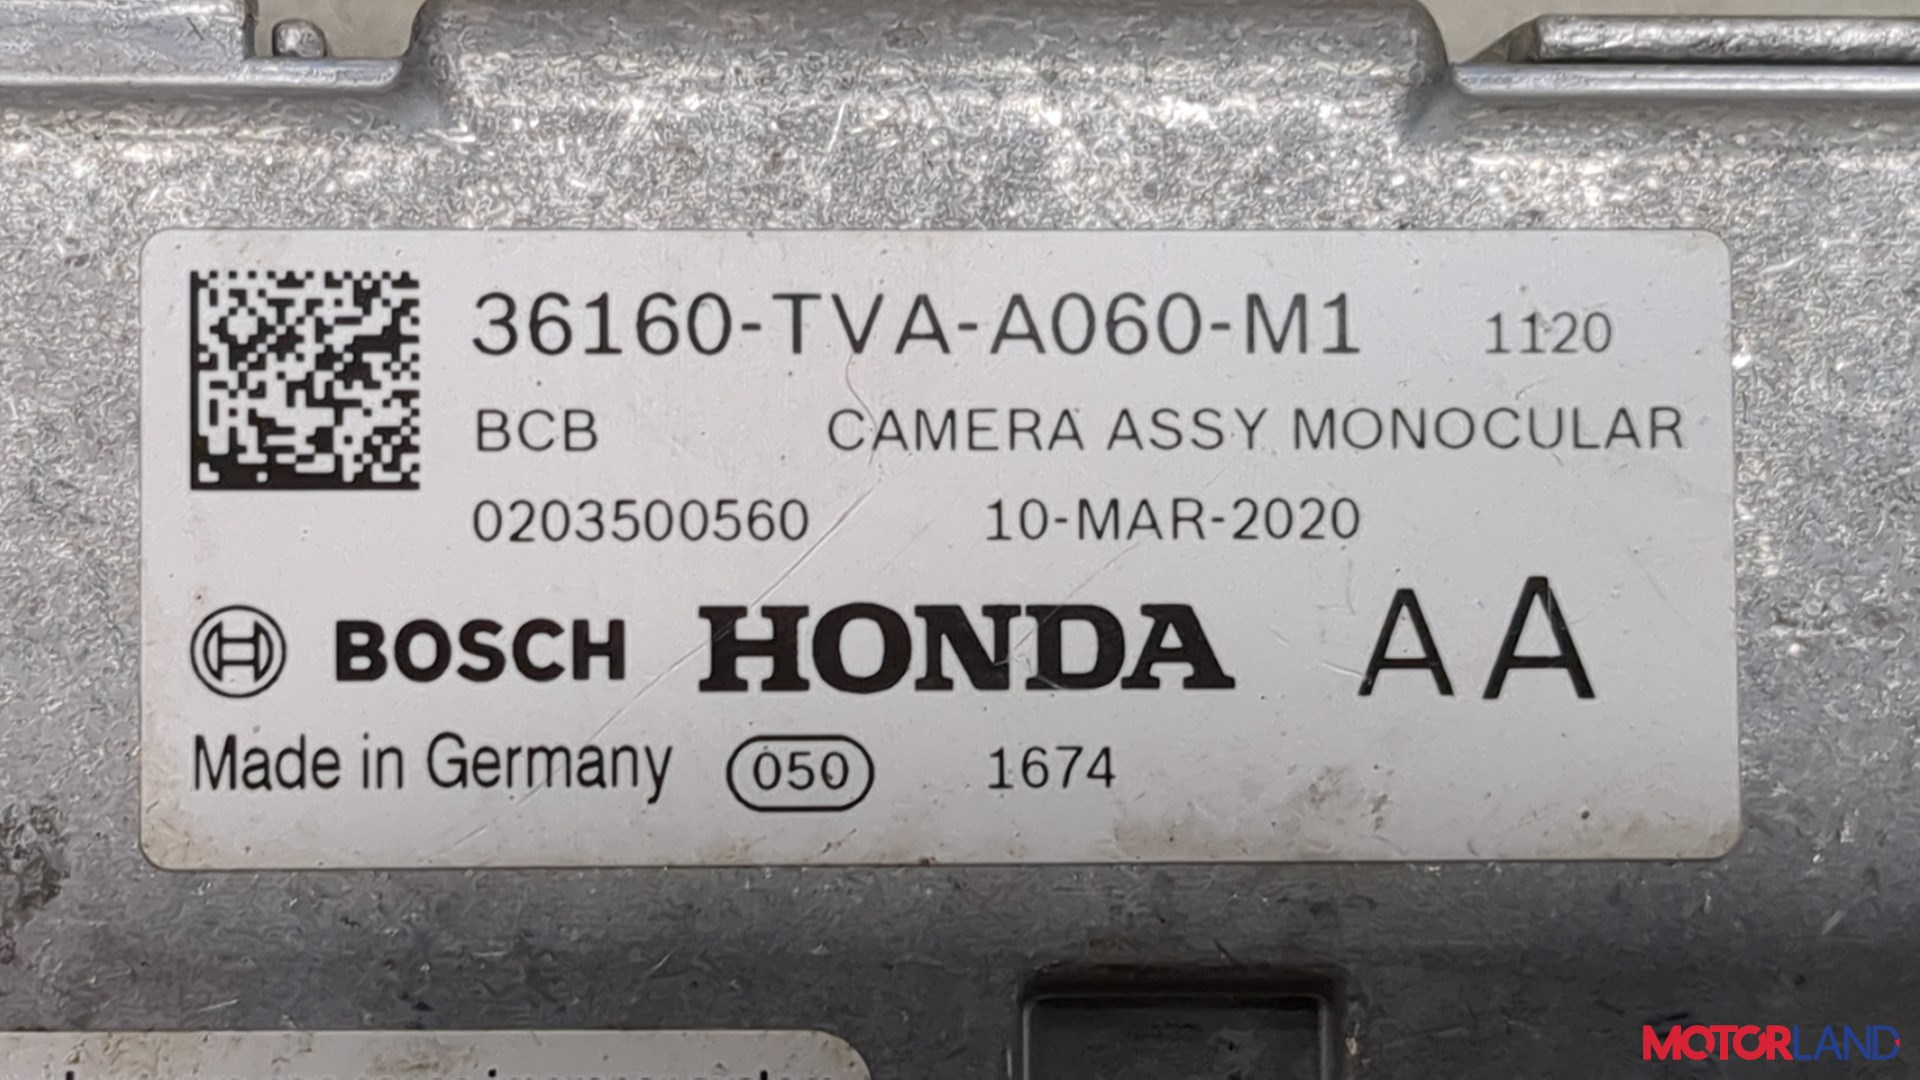 36160-TVA-A060-M1 1120
BCB CAMERA ASSY MONOCULAR
0203500560 10-MAR-2020
BOSCH HONDA AA
Made in Germany 050 1674
MOTORLAND